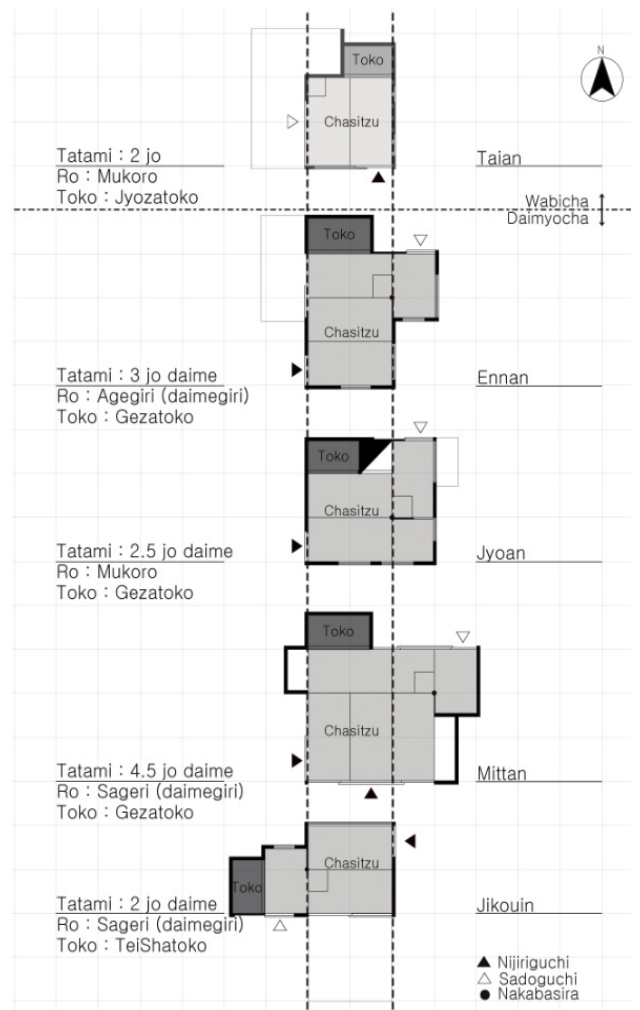 N
Toko
Chasitzu
Tatami : 2 jo
Ro : Mukoro
Toko : Jyozatoko
Taian
Wabicha
Daimyocha
Toko
Chasitzu
Tatami : 3 jo daime
Ro : Agegiri (daimegiri)
Toko : Gezatoko
Ennan
Toko
Chasitzu
Tatami : 2.5 jo daime
Ro : Mukoro
Toko : Gezatoko
Jyoan
Toko
Chasitzu
Tatami : 4.5 jo daime
Ro : Sageri (daimegiri)
Toko : Gezatoko
Mittan
Chasitzu
Toko
Tatami : 2 jo daime
Ro : Sageri (daimegiri)
Toko : TeiShatoko
Jikouin
Nijiriguchi
Sadoguchi
Nakabasira